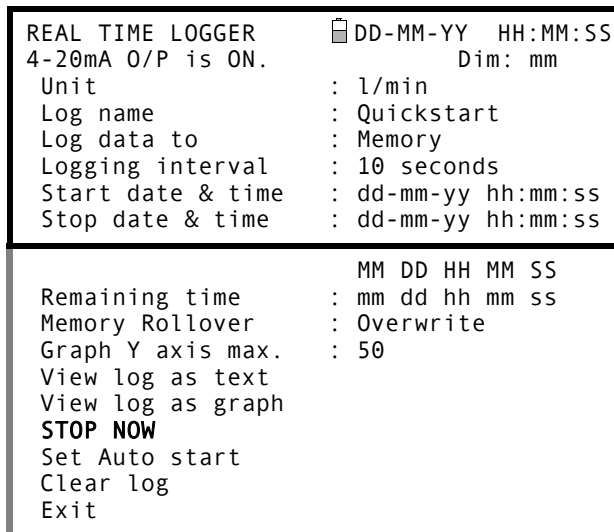 REAL TIME LOGGER DD-MM-YY HH:MM:SS
4-20mA O/P is ON. Dim: mm
Unit : l/min
Log name : Quickstart
Log data to : Memory
Logging interval : 10 seconds
Start date & time : dd-mm-yy hh:mm:ss
Stop date & time : dd-mm-yy hh:mm:ss
MM DD HH MM SS
Remaining time : mm dd hh mm ss
Memory Rollover : Overwrite
Graph Y axis max. : 50
View log as text
View log as graph
STOP NOW
Set Auto start
Clear log
Exit